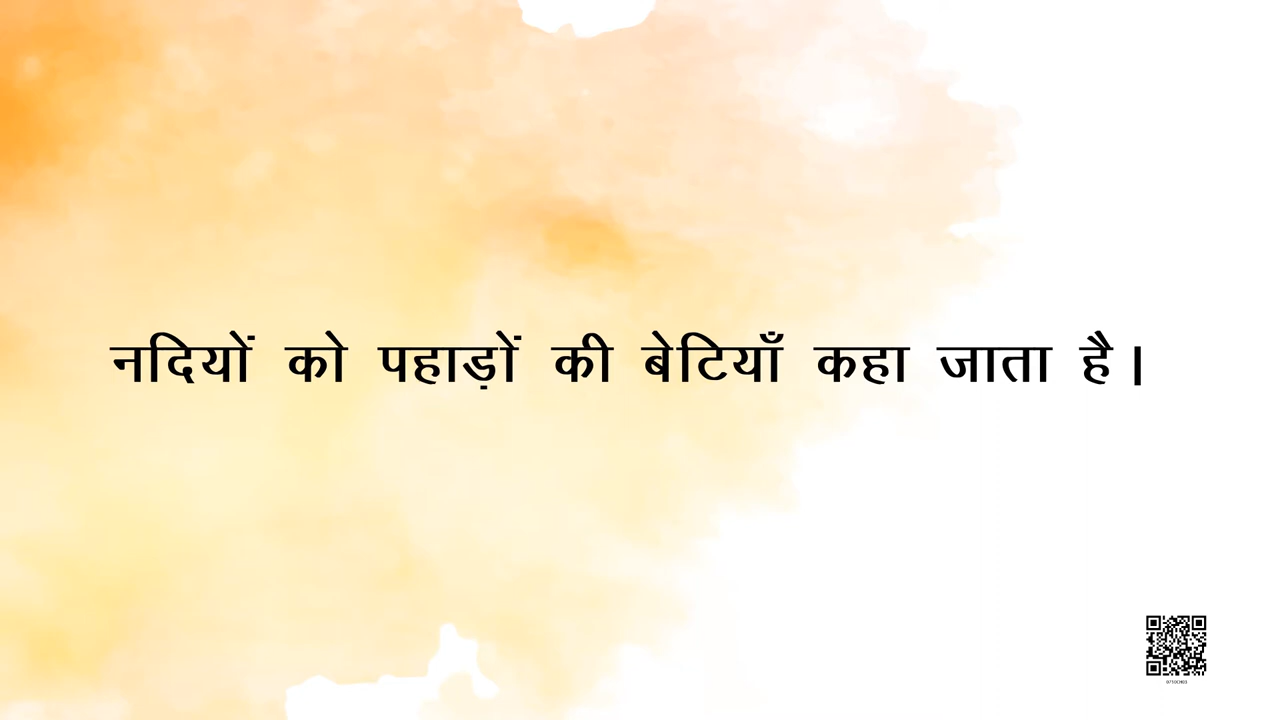 नदियों को पहाड़ों की बेटियाँ कहा जाता है।